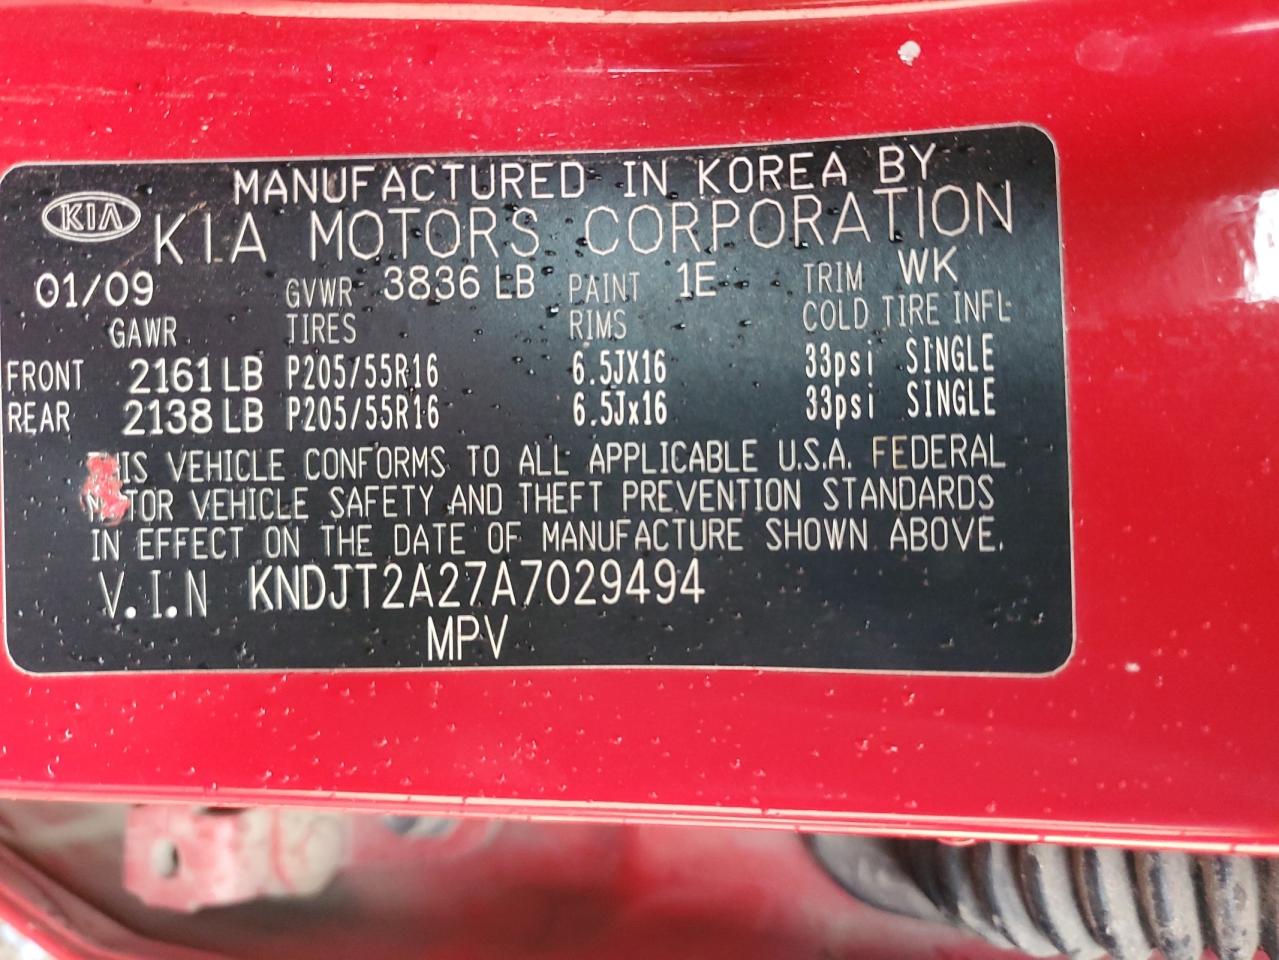 MANUFACTURED IN KOREA BY
KIA KIA MOTORS CORPORATION
01/09 GVWR 3836 LB PAINT 1E TRIM WK
GAWR TIRES RIMS COLD TIRE INFL
FRONT 2161 LB P205/55R16 6.5JX16 33psi SINGLE
REAR 2138 LB P205/55R16 6.5Jx16 33psi SINGLE
THIS VEHICLE CONFORMS TO ALL APPLICABLE U.S.A. FEDERAL
MOTOR VEHICLE SAFETY AND THEFT PREVENTION STANDARDS
IN EFFECT ON THE DATE OF MANUFACTURE SHOWN ABOVE.
V.I.N KNDJT2A27A7029494
MPV